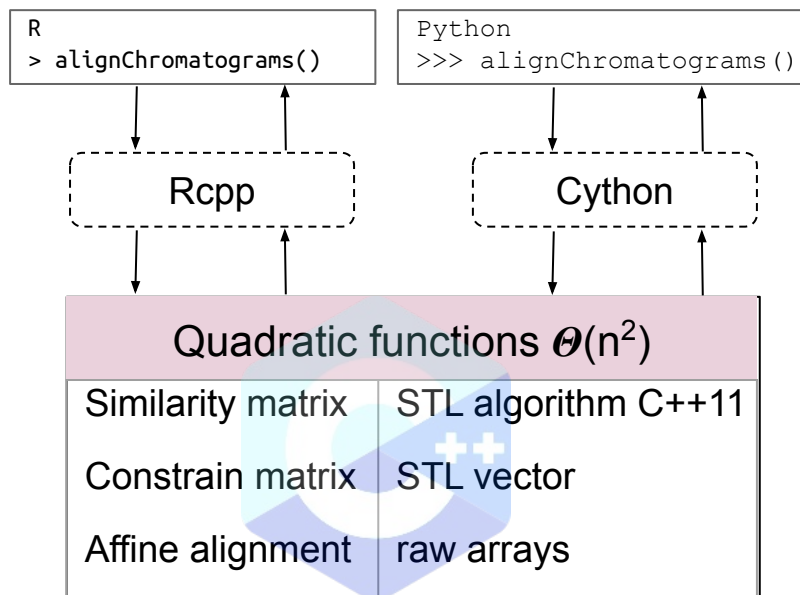 R
> alignChromatograms()
Python
>>> alignChromatograms()
Rcpp
Cython
Quadratic functions 𝜣(n²)
Similarity matrix
STL algorithm C++11
Constrain matrix
STL vector
Affine alignment
raw arrays
C++